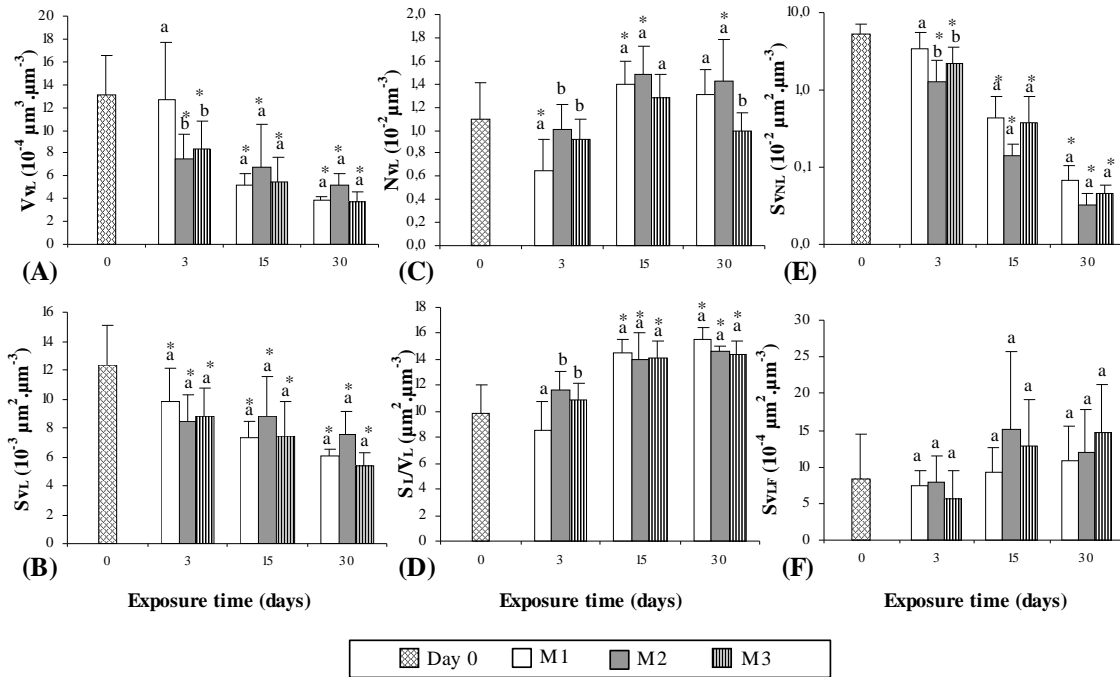 20
18
16
14
12
10
8
6
4
2
0
VvL (10⁻⁴ µm³.µm⁻³)
a
*
b
*
b
*
a
*
a
*
a
*
a
*
a
*
a
(A)
0
3
15
30
2,0
1,8
1,6
1,4
1,2
1,0
0,8
0,6
0,4
0,2
0,0
NvL (10⁻² µm⁻³)
*
a
b
b
*
a
*
a
a
a
*
a
b
(C)
0
3
15
30
10,0
1,0
0,1
0,0
SvNL (10⁻² µm².µm⁻³)
a
*
b
*
b
*
a
*
a
*
a
*
a
*
a
*
a
(E)
0
3
15
30
16
14
12
10
8
6
4
2
0
SvL (10⁻³ µm².µm⁻³)
*
a
*
a
*
a
*
a
*
a
*
a
*
a
*
a
*
a
(B)
0
3
15
30
Exposure time (days)
18
16
14
12
10
8
6
4
2
0
SL/VL (µm².µm⁻³)
a
b
b
*
a
*
a
*
a
*
a
*
a
*
a
(D)
0
3
15
30
Exposure time (days)
30
25
20
15
10
5
0
SvLF (10⁻⁴ µm².µm⁻³)
a
a
a
a
a
a
a
a
a
(F)
0
3
15
30
Exposure time (days)
Day 0 M1 M2 M3